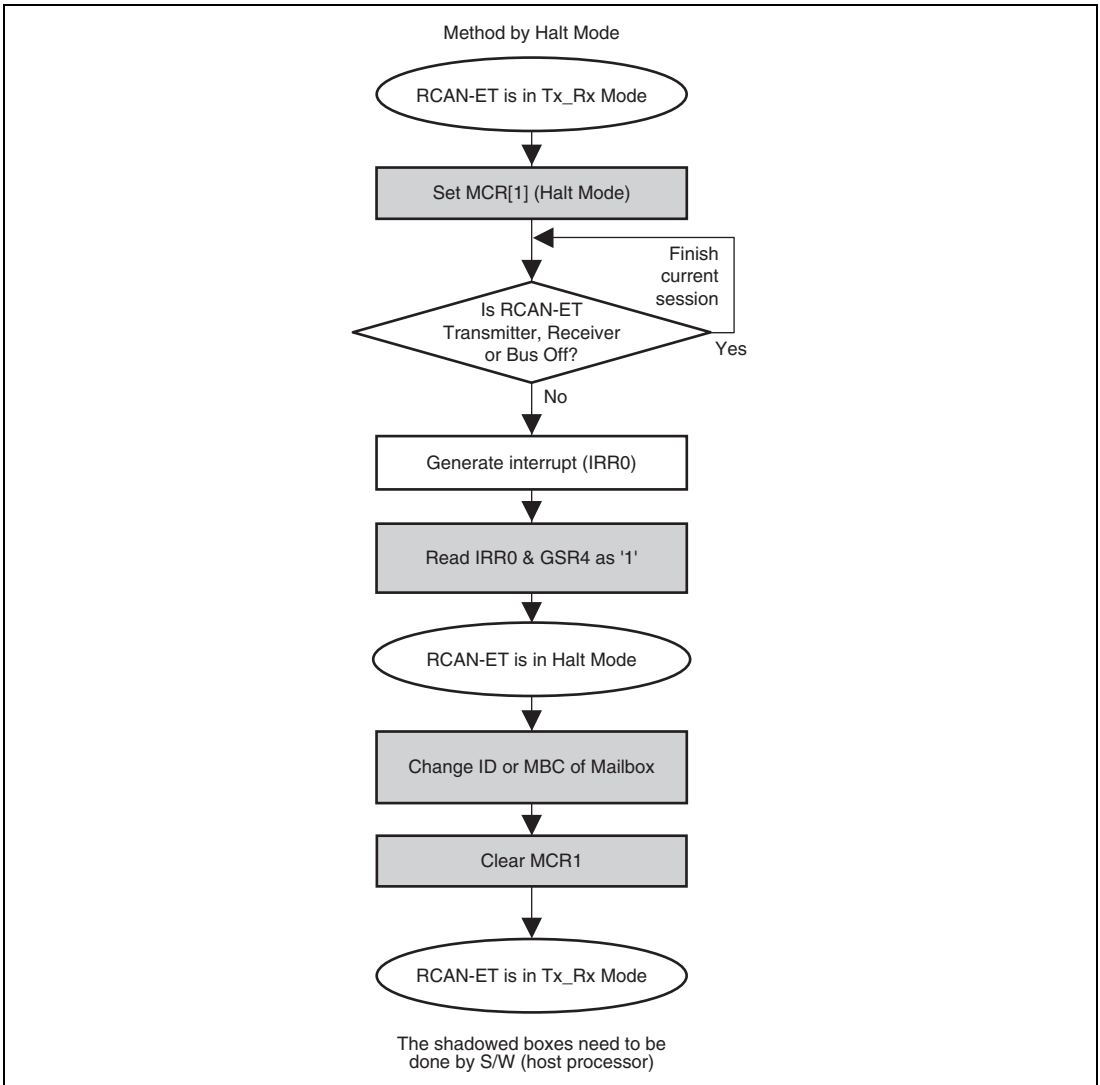 Method by Halt Mode
RCAN-ET is in Tx_Rx Mode
Set MCR[1] (Halt Mode)
Finish
current
session
Is RCAN-ET
Transmitter, Receiver
or Bus Off?
Yes
No
Generate interrupt (IRR0)
Read IRR0 & GSR4 as '1'
RCAN-ET is in Halt Mode
Change ID or MBC of Mailbox
Clear MCR1
RCAN-ET is in Tx_Rx Mode
The shadowed boxes need to be
done by S/W (host processor)